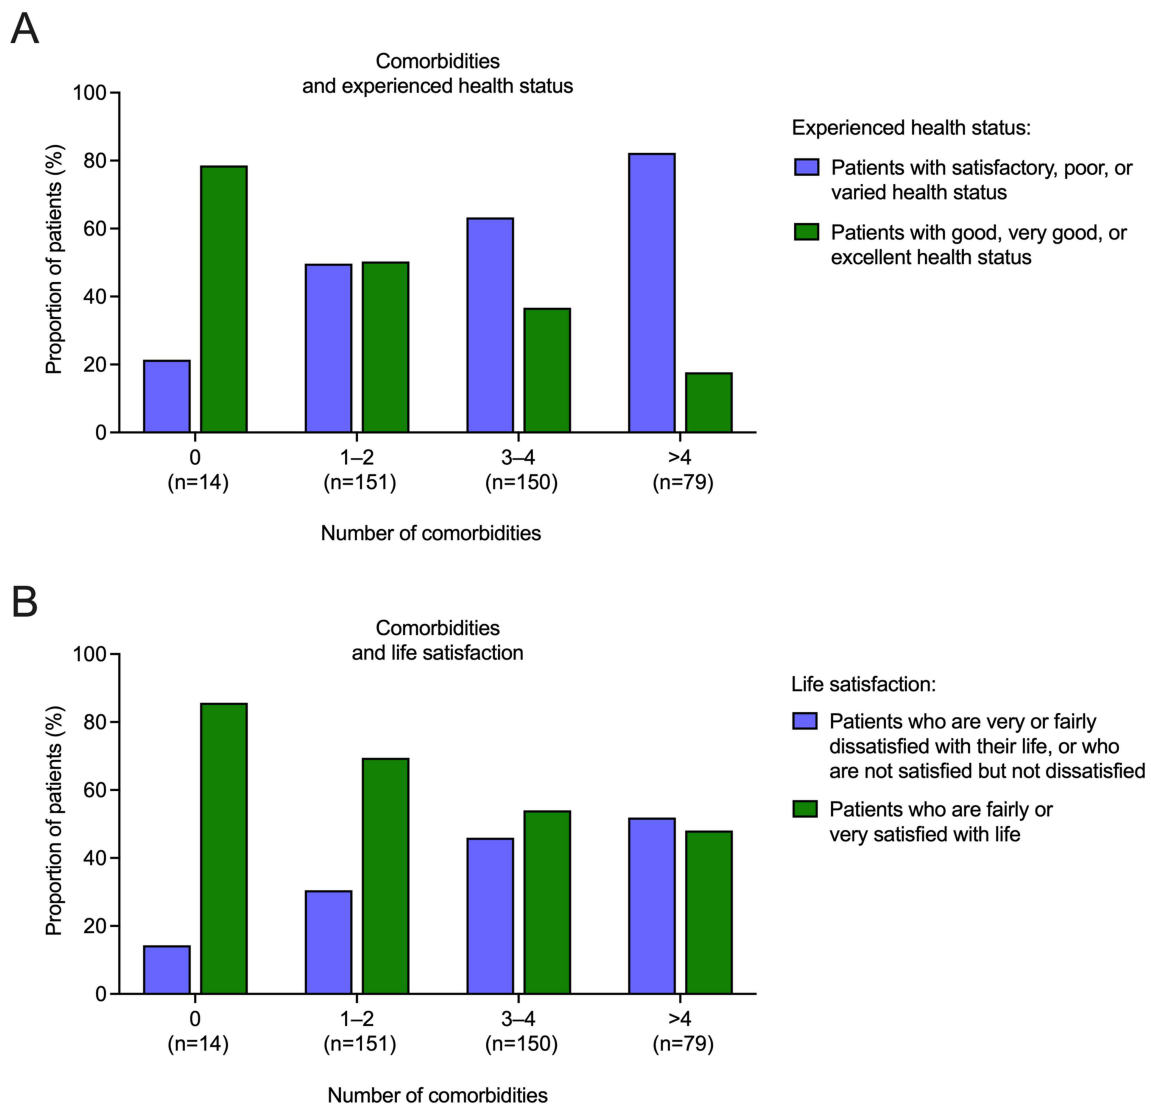 A
Comorbidities
and experienced health status
100
80
60
40
20
0
Proportion of patients (%)
0
(n=14)
1–2
(n=151)
3–4
(n=150)
>4
(n=79)
Number of comorbidities
Experienced health status:
Patients with satisfactory, poor, or
varied health status
Patients with good, very good, or
excellent health status
B
Comorbidities
and life satisfaction
100
80
60
40
20
0
Proportion of patients (%)
0
(n=14)
1–2
(n=151)
3–4
(n=150)
>4
(n=79)
Number of comorbidities
Life satisfaction:
Patients who are very or fairly
dissatisfied with their life, or who
are not satisfied but not dissatisfied
Patients who are fairly or
very satisfied with life